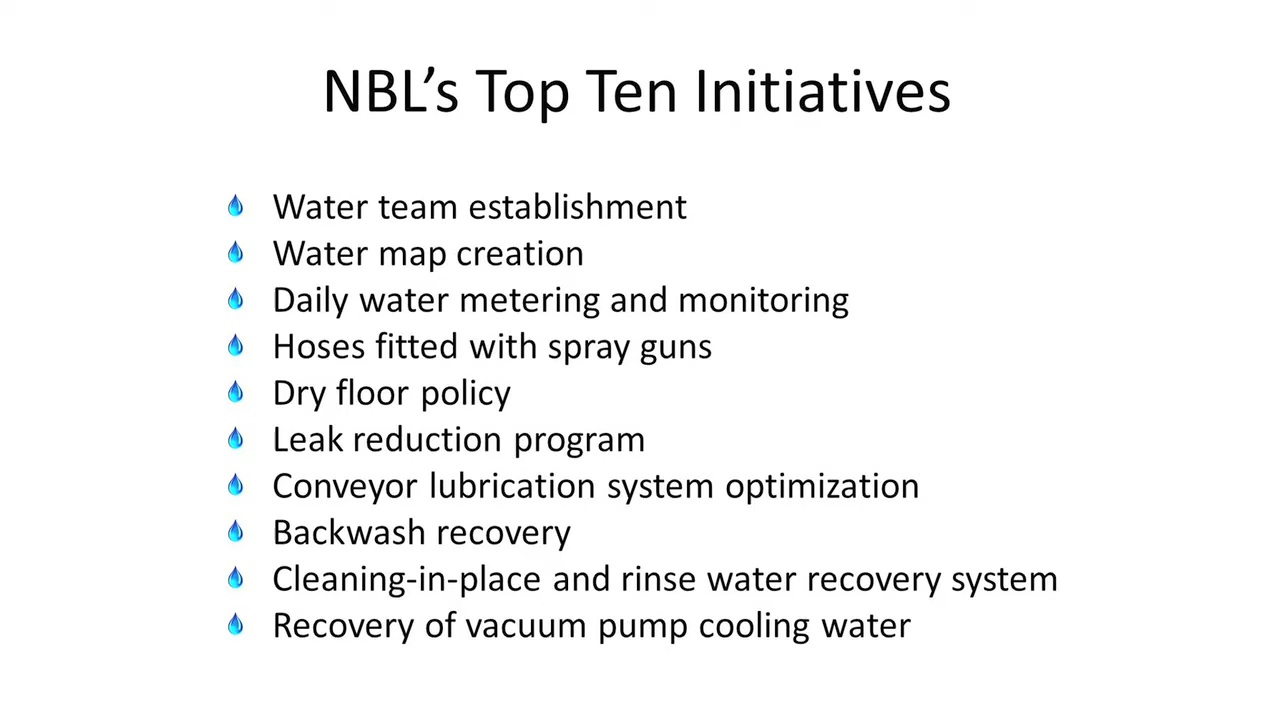 NBL’s Top Ten Initiatives
Water team establishment
Water map creation
Daily water metering and monitoring
Hoses fitted with spray guns
Dry floor policy
Leak reduction program
Conveyor lubrication system optimization
Backwash recovery
Cleaning-in-place and rinse water recovery system
Recovery of vacuum pump cooling water